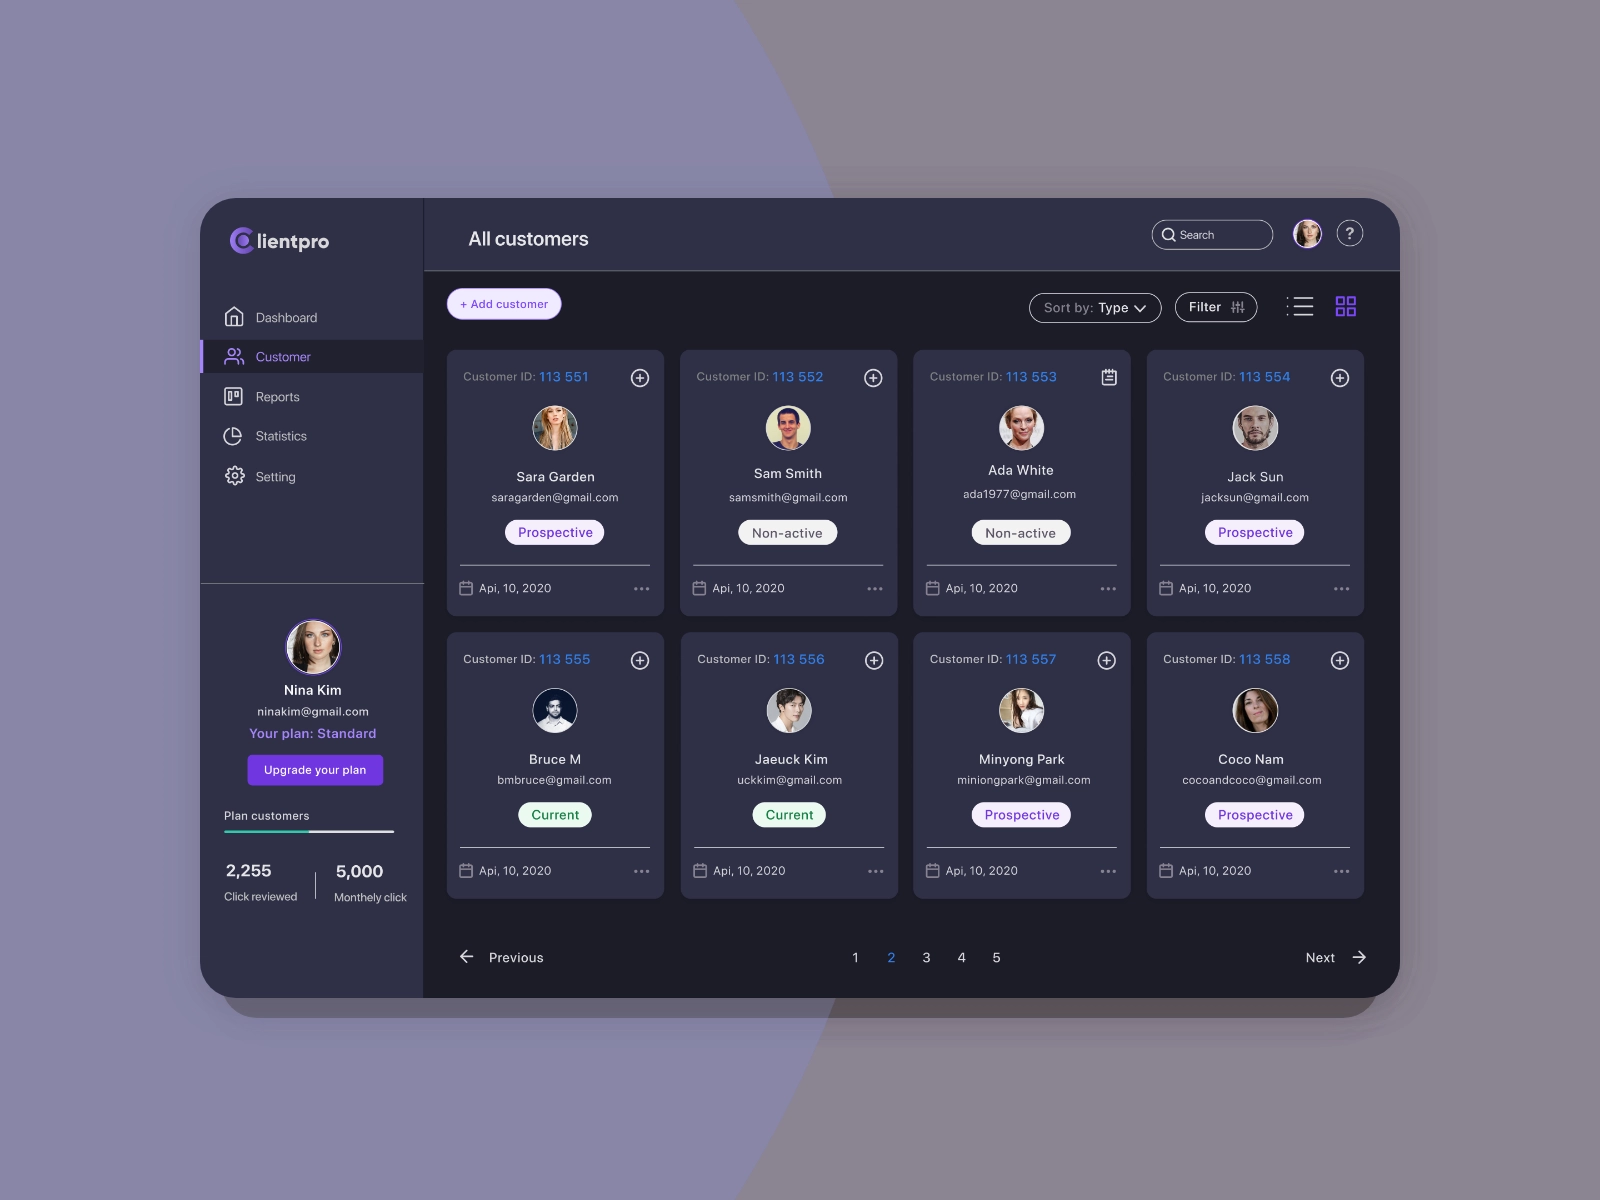 Clientpro
All customers
Search
?
Dashboard
Customer
Reports
Statistics
Setting
Nina Kim
ninakim@gmail.com
Your plan: Standard
Upgrade your plan
Plan customers
2,255
Click reviewed
5,000
Monthely click
+ Add customer
Sort by: Type
Filter
Customer ID: 113 551
Sara Garden
saragarden@gmail.com
Prospective
Api, 10, 2020
Customer ID: 113 552
Sam Smith
samsmith@gmail.com
Non-active
Api, 10, 2020
Customer ID: 113 553
Ada White
ada1977@gmail.com
Non-active
Api, 10, 2020
Customer ID: 113 554
Jack Sun
jacksun@gmail.com
Prospective
Api, 10, 2020
Customer ID: 113 555
Bruce M
bmbruce@gmail.com
Current
Api, 10, 2020
Customer ID: 113 556
Jaeuck Kim
uckkim@gmail.com
Current
Api, 10, 2020
Customer ID: 113 557
Minyong Park
miniongpark@gmail.com
Prospective
Api, 10, 2020
Customer ID: 113 558
Coco Nam
cocoandcoco@gmail.com
Prospective
Api, 10, 2020
Previous
1 2 3 4 5
Next